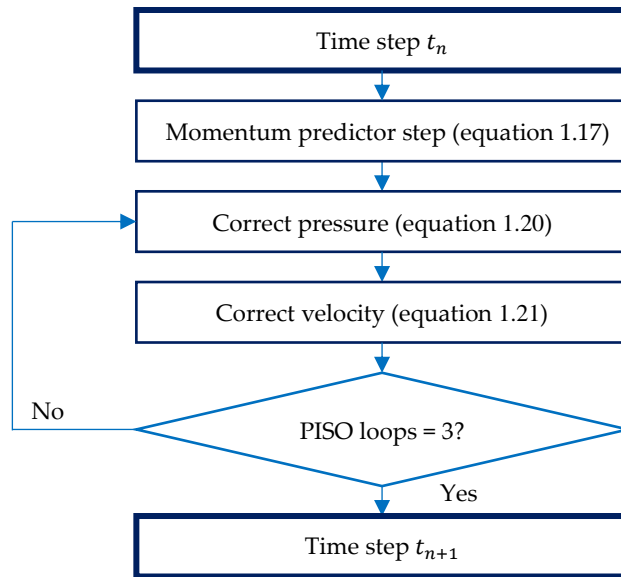 Time step tₙ
Momentum predictor step (equation 1.17)
Correct pressure (equation 1.20)
Correct velocity (equation 1.21)
No
PISO loops = 3?
Yes
Time step tₙ₊₁